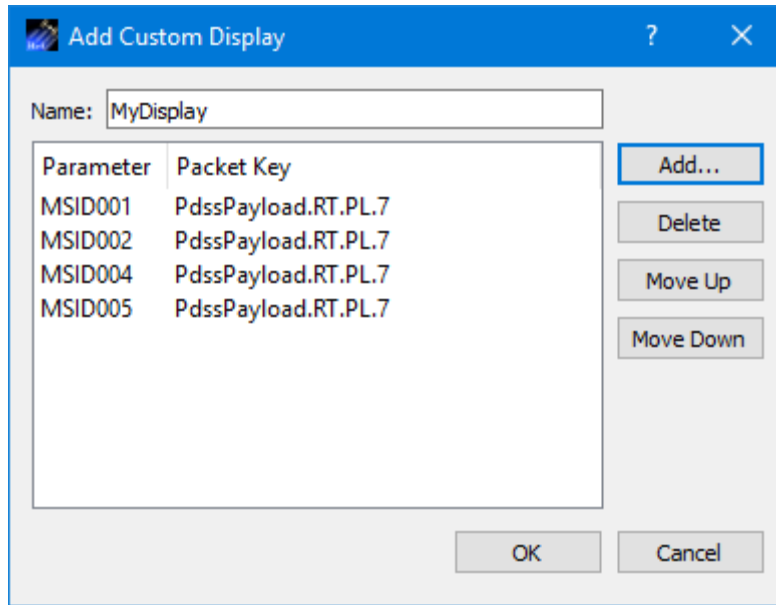 Add Custom Display ?
Name: MyDisplay
Parameter Packet Key
MSID001 PdssPayload.RT.PL.7
MSID002 PdssPayload.RT.PL.7
MSID004 PdssPayload.RT.PL.7
MSID005 PdssPayload.RT.PL.7
Add...
Delete
Move Up
Move Down
OK Cancel